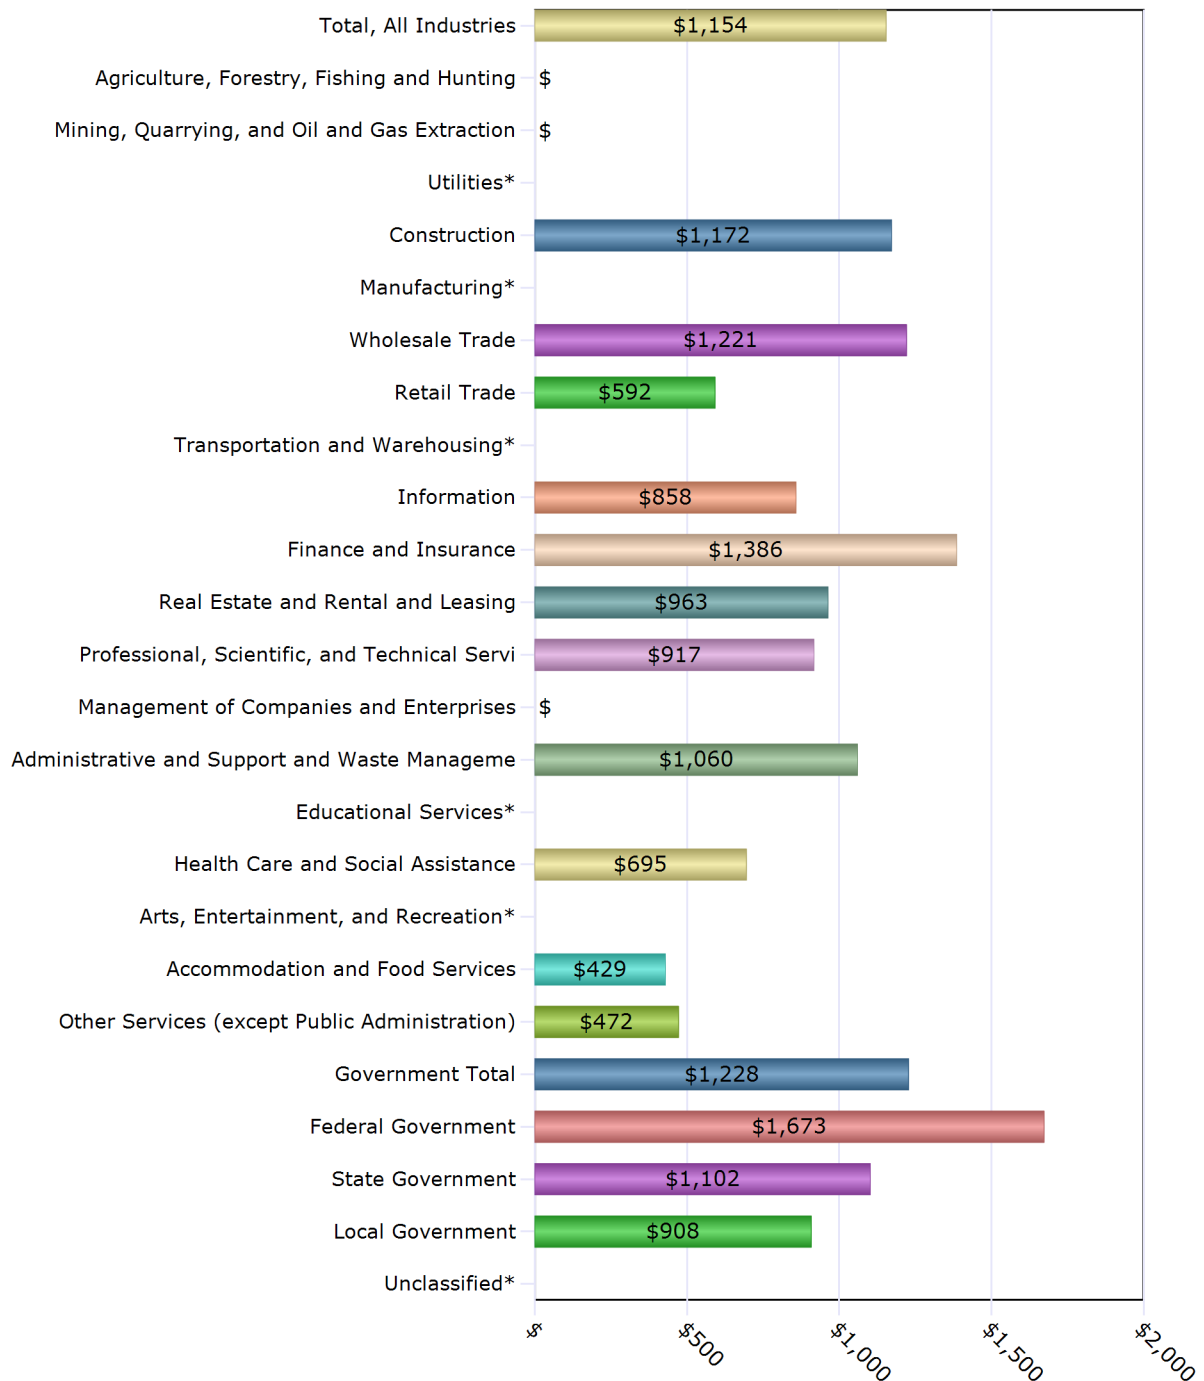 Total, All Industries $1,154
Agriculture, Forestry, Fishing and Hunting $
Mining, Quarrying, and Oil and Gas Extraction $
Utilities*
Construction $1,172
Manufacturing*
Wholesale Trade $1,221
Retail Trade $592
Transportation and Warehousing*
Information $858
Finance and Insurance $1,386
Real Estate and Rental and Leasing $963
Professional, Scientific, and Technical Servi $917
Management of Companies and Enterprises $
Administrative and Support and Waste Manageme $1,060
Educational Services*
Health Care and Social Assistance $695
Arts, Entertainment, and Recreation*
Accommodation and Food Services $429
Other Services (except Public Administration) $472
Government Total $1,228
Federal Government $1,673
State Government $1,102
Local Government $908
Unclassified*
$ $500 $1,000 $1,500 $2,000